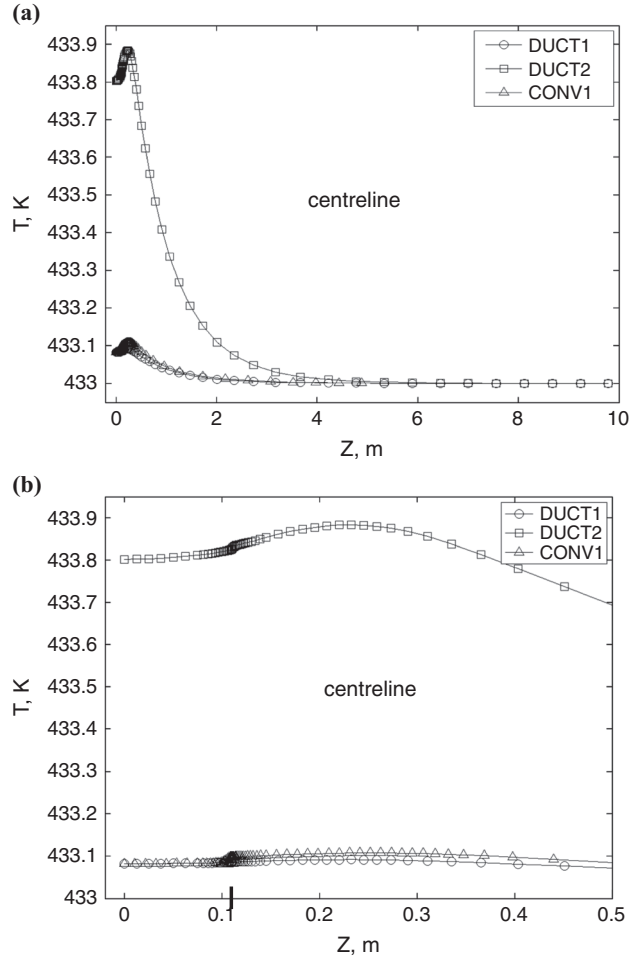 (a)
433.9
433.8
433.7
433.6
433.5
433.4
433.3
433.2
433.1
433
T, K
DUCT1
DUCT2
CONV1
centreline
0 2 4 6 8 10
Z, m
(b)
433.9
433.8
433.7
433.6
433.5
433.4
433.3
433.2
433.1
433
T, K
DUCT1
DUCT2
CONV1
centreline
0 0.1 0.2 0.3 0.4 0.5
Z, m